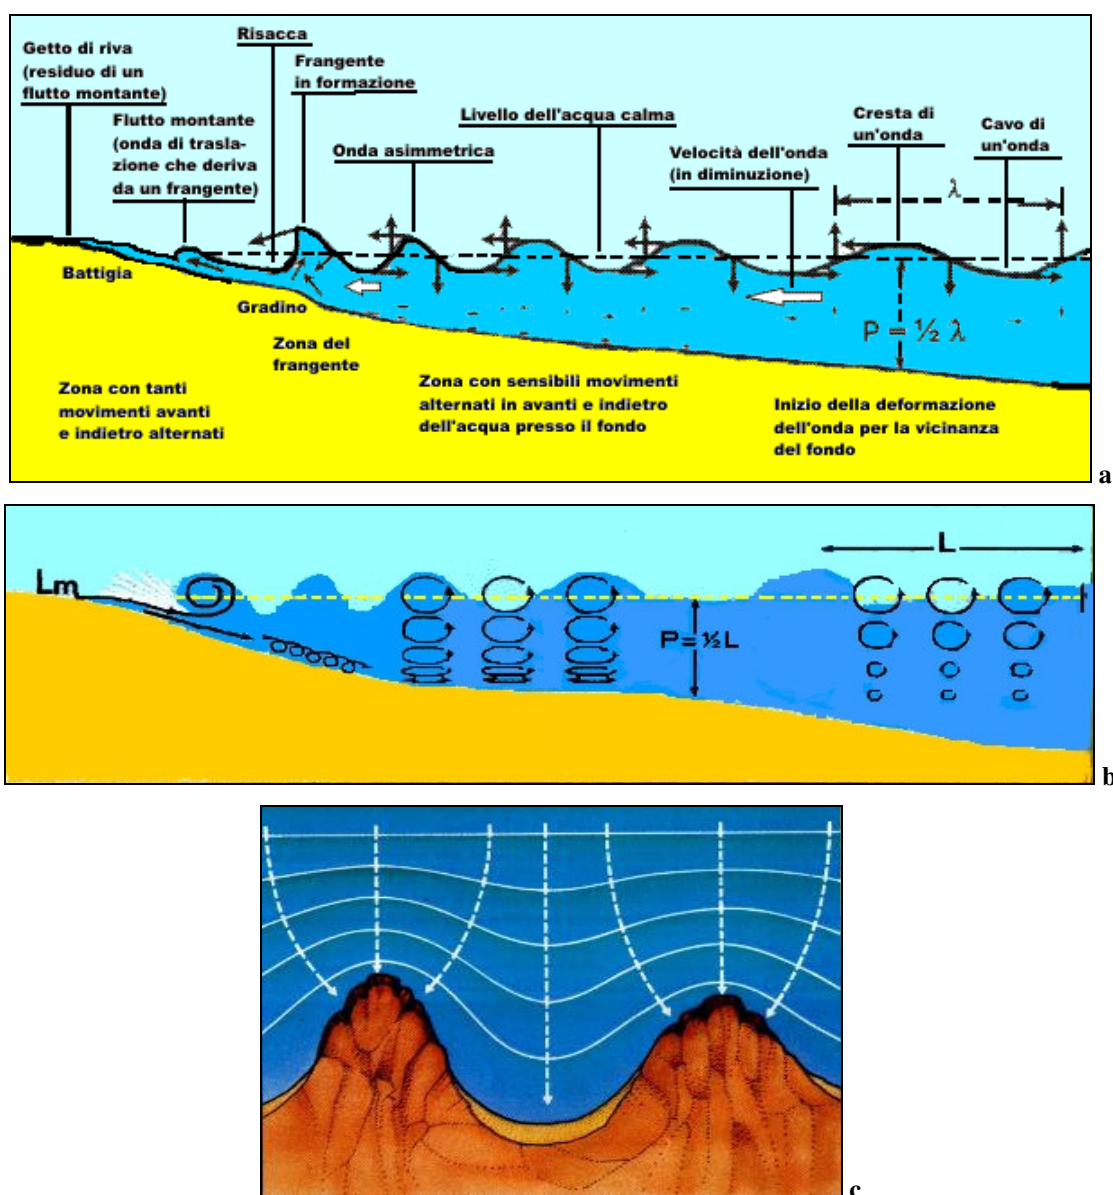 Getto di riva
(residuo di un
flutto montante)
Risacca
Frangente
in formazione
Flutto montante
(onda di trasla-
zione che deriva
da un frangente)
Onda asimmetrica
Livello dell'acqua calma
Velocità dell'onda
(in diminuzione)
Cresta di
un'onda
Cavo di
un'onda
λ
Battigia
Gradino
P = ½ λ
Zona del
frangente
Zona con tanti
movimenti avanti
e indietro alternati
Zona con sensibili movimenti
alternati in avanti e indietro
dell'acqua presso il fondo
Inizio della deformazione
dell'onda per la vicinanza
del fondo
a
L
Lm
P = ½ L
b
c